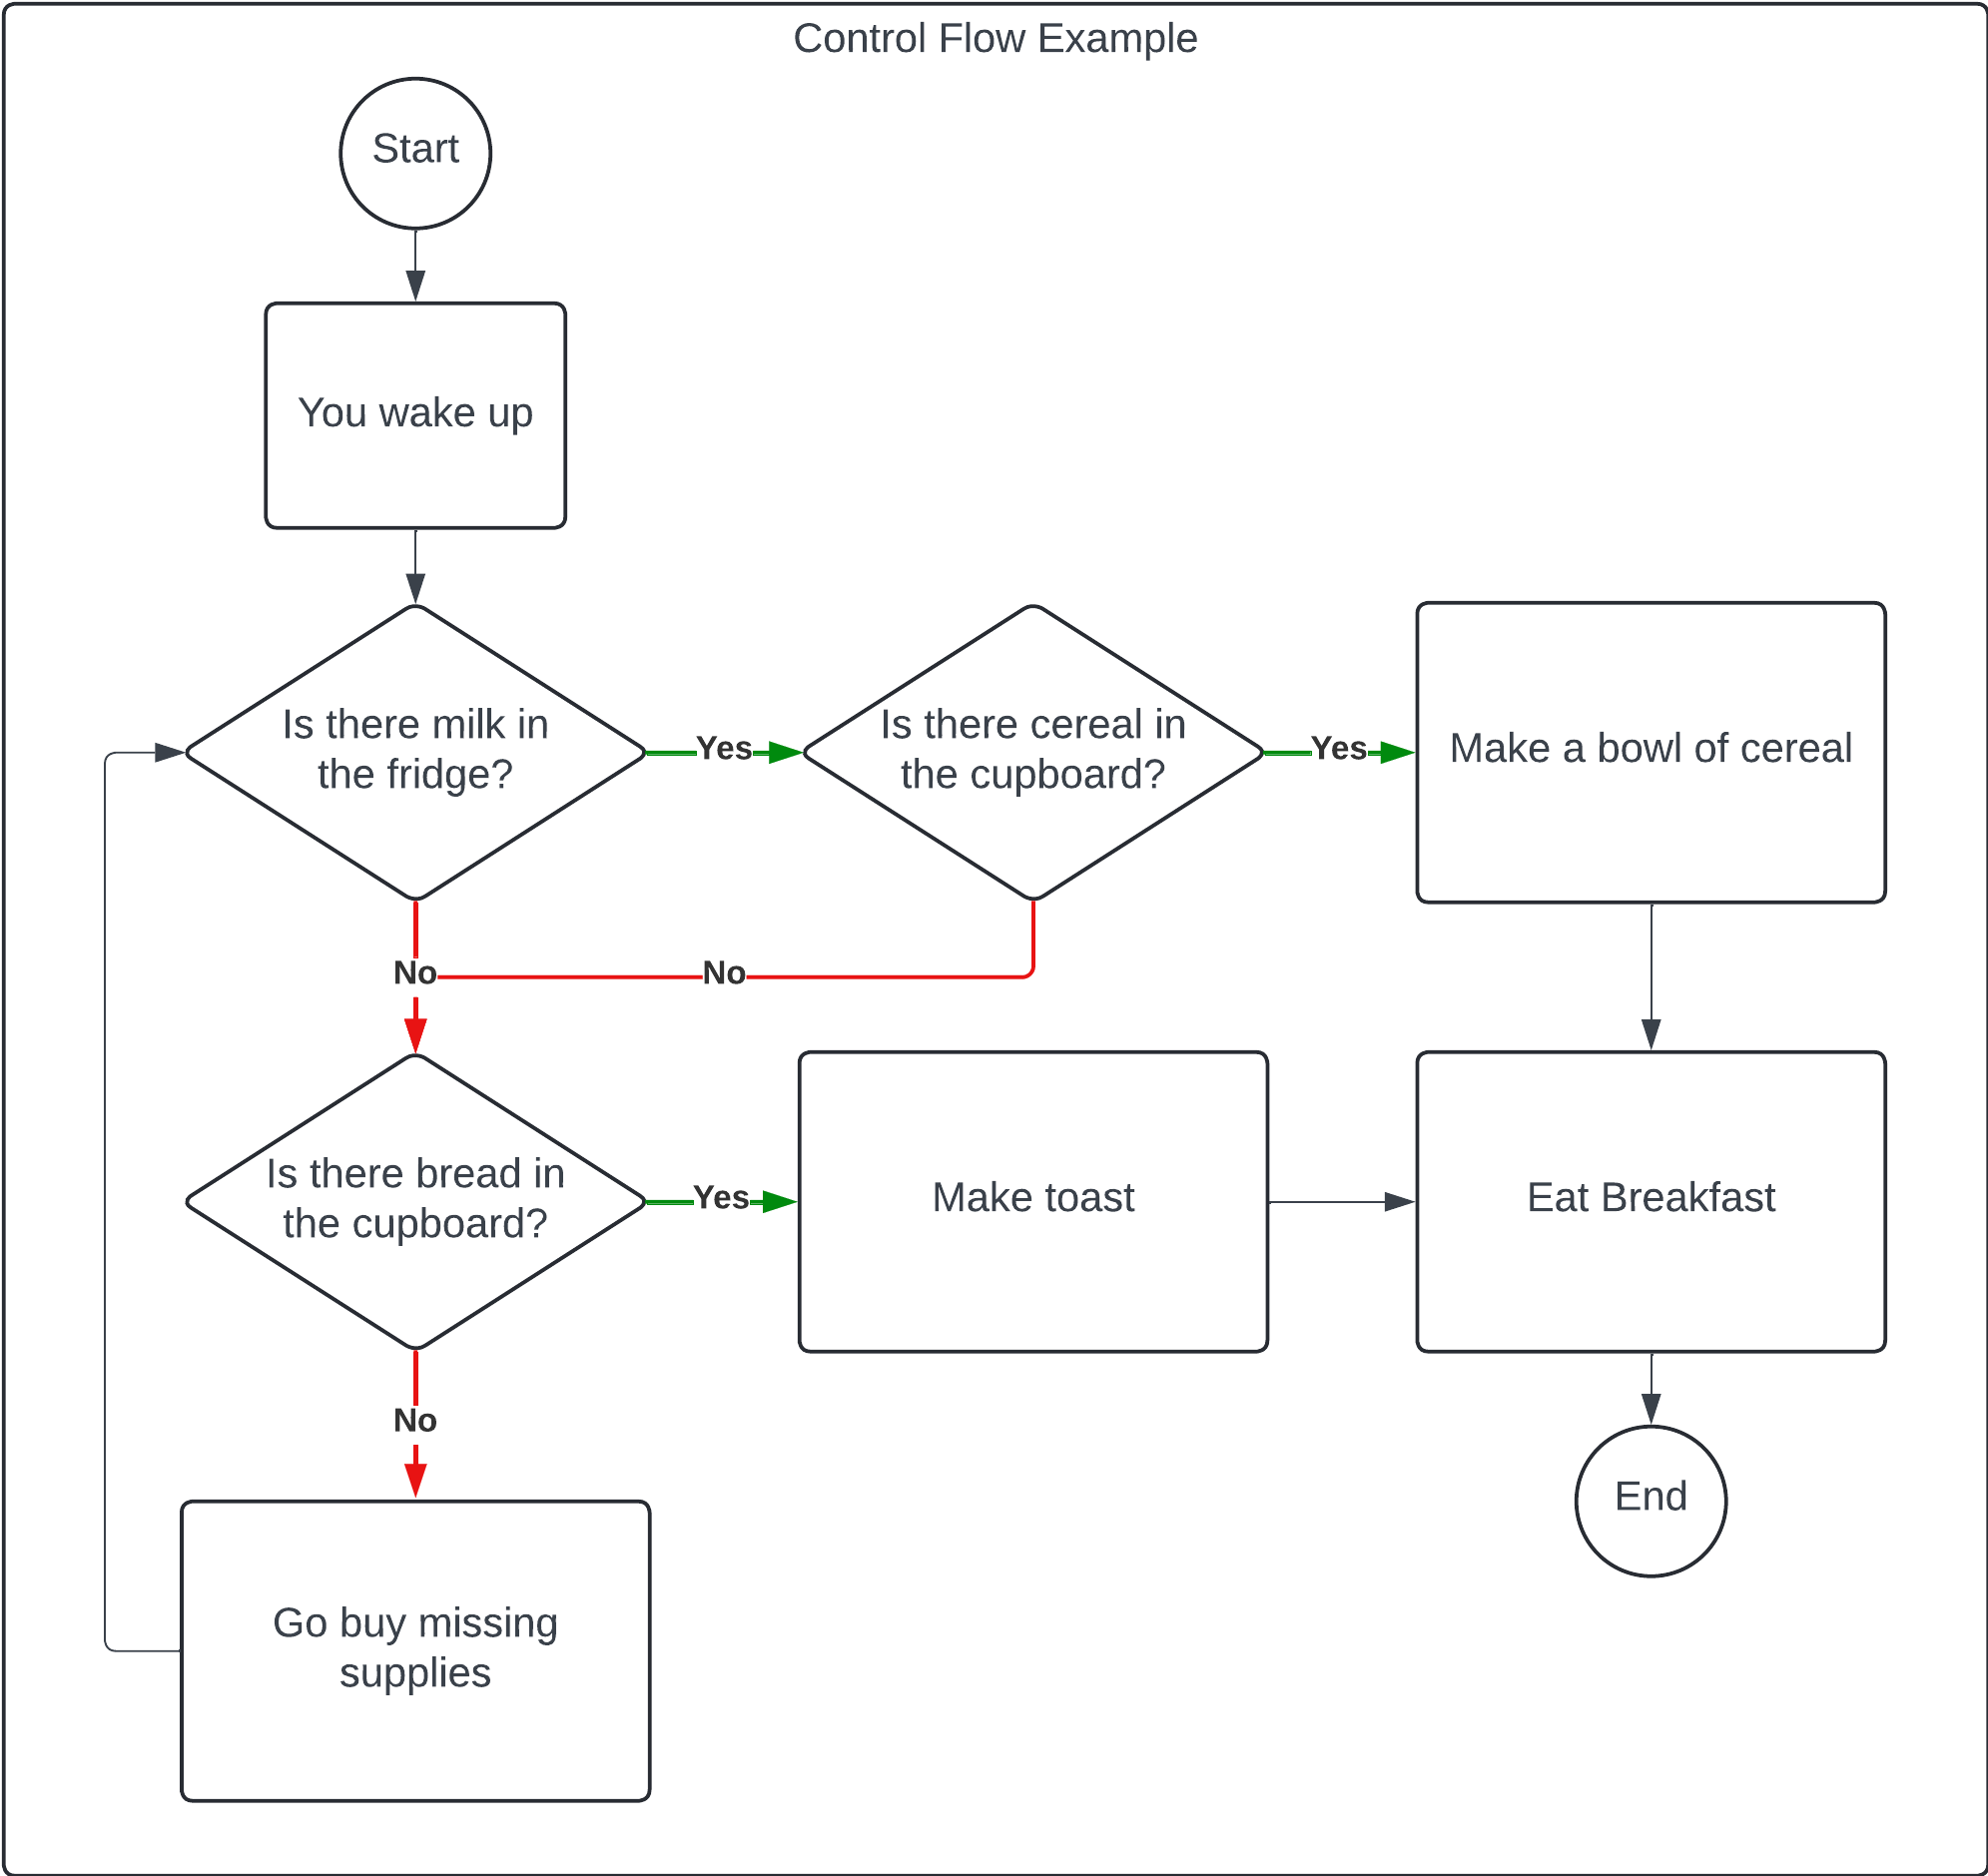 Control Flow Example
Start
You wake up
Is there milk in
the fridge?
Yes
Is there cereal in
the cupboard?
Yes
Make a bowl of cereal
No
No
Is there bread in
the cupboard?
Yes
Make toast
Eat Breakfast
No
End
Go buy missing
supplies